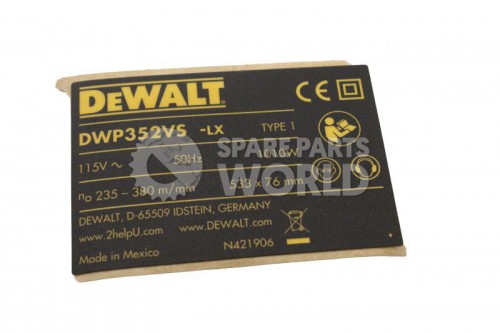 DEWALT
CE
DWP352VS -LX TYPE 1
115V ~ 50Hz 1010W
n₀ 235 - 380 m/min 533 x 76 mm
DEWALT, D-65509 IDSTEIN, GERMANY
www.2helpU.com www.DEWALT.com
Made in Mexico N421906
SPARE PARTS
WORLD